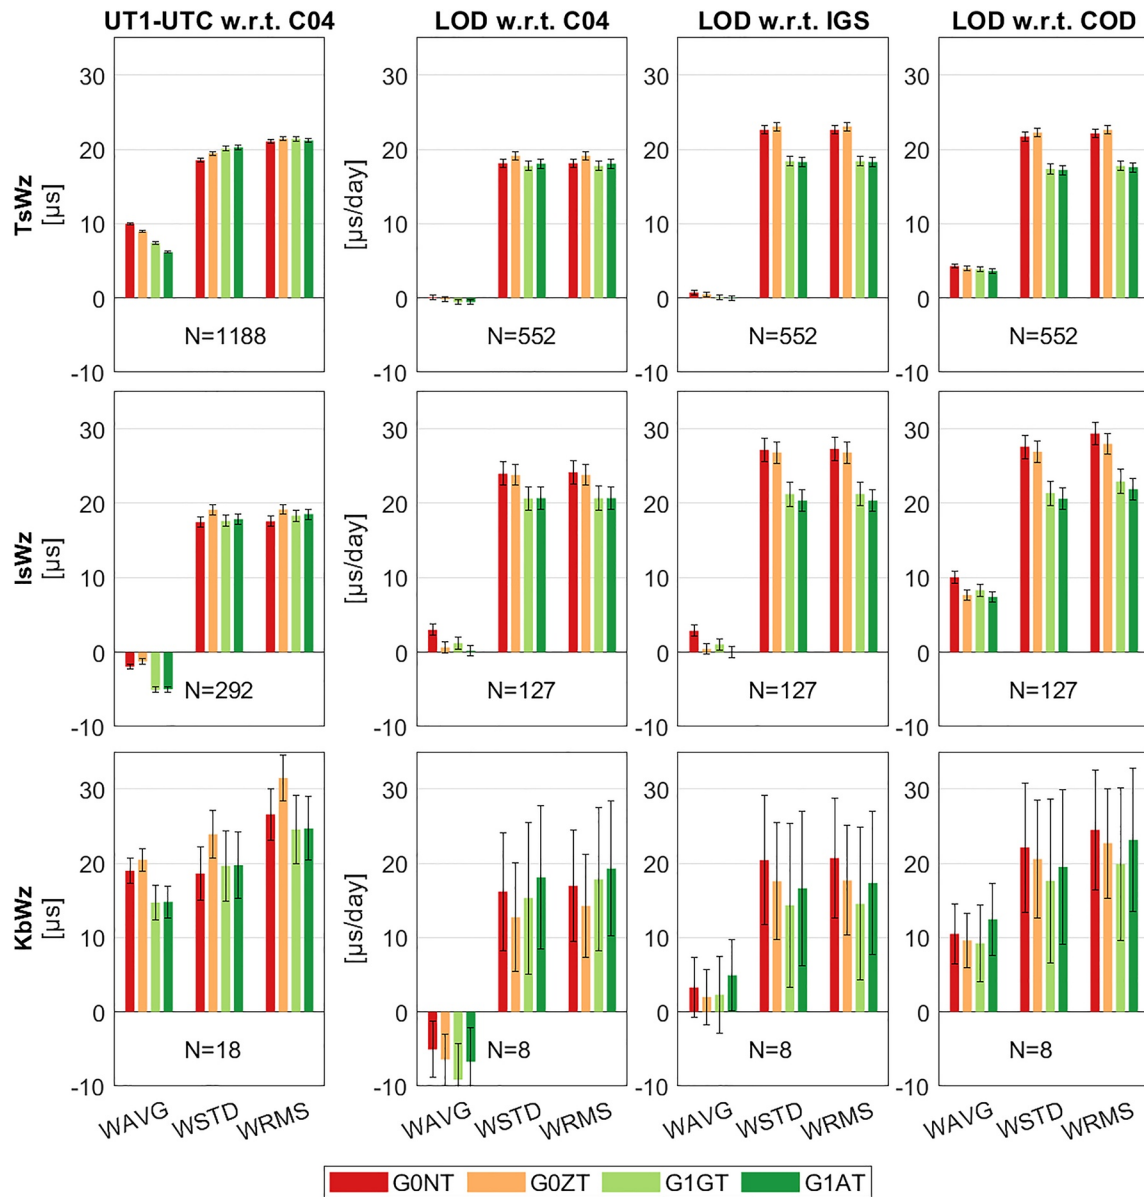 UT1-UTC w.r.t. C04 LOD w.r.t. C04 LOD w.r.t. IGS LOD w.r.t. COD
TsWz
[µs]
30
20
10
0
-10
N=1188
[µs/day]
30
20
10
0
-10
N=552
30
20
10
0
-10
N=552
30
20
10
0
-10
N=552
IsWz
[µs]
30
20
10
0
-10
N=292
[µs/day]
30
20
10
0
-10
N=127
30
20
10
0
-10
N=127
30
20
10
0
-10
N=127
KbWz
[µs]
30
20
10
0
-10
N=18
[µs/day]
30
20
10
0
-10
N=8
30
20
10
0
-10
N=8
30
20
10
0
-10
N=8
WAVG WSTD WRMS WAVG WSTD WRMS WAVG WSTD WRMS WAVG WSTD WRMS
G0NT G0ZT G1GT G1AT